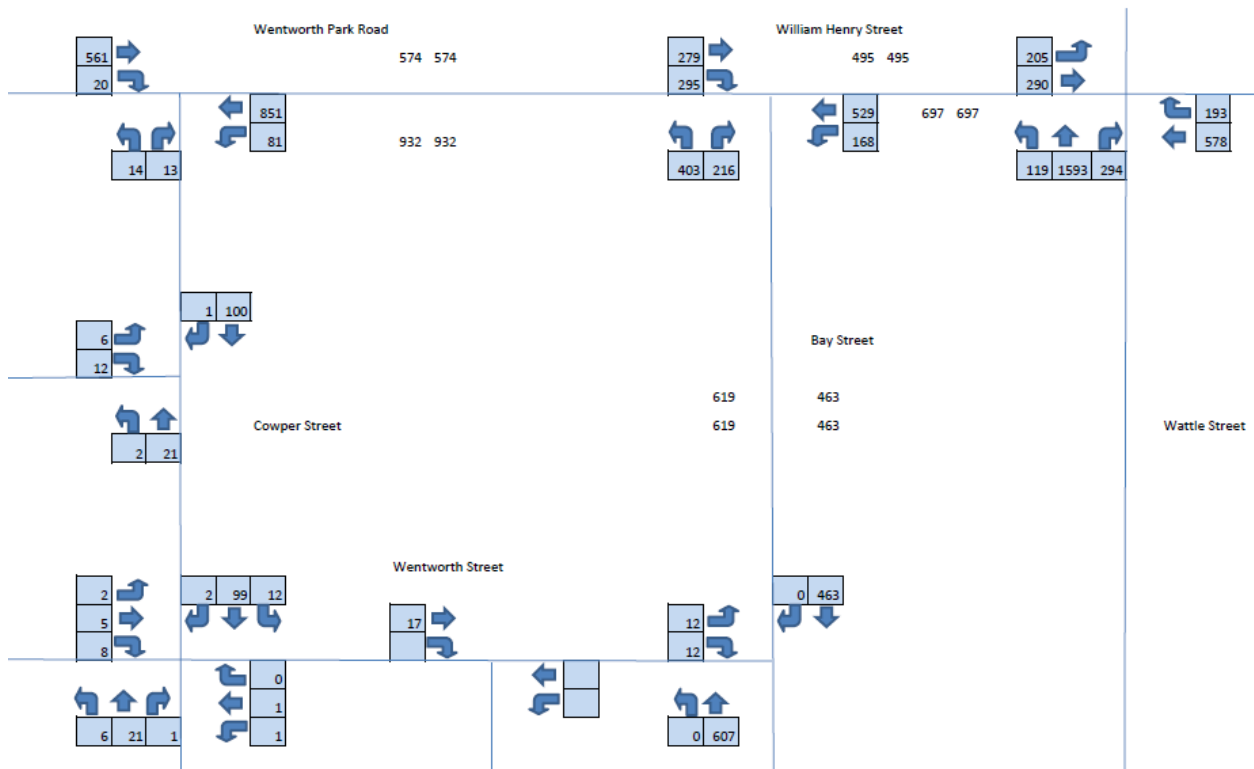 Wentworth Park Road William Henry Street
561 574 574 279 495 495 205
20 295 290
851 529 697 697 193
81 932 932 168 578
14 13 403 216 119 1593 294
1 100
6 Bay Street
12
619 463
Cowper Street 619 463 Wattle Street
2 21
Wentworth Street
2 2 99 12 0 463
5 17 12
8 12
0
1
6 21 1 1 0 607